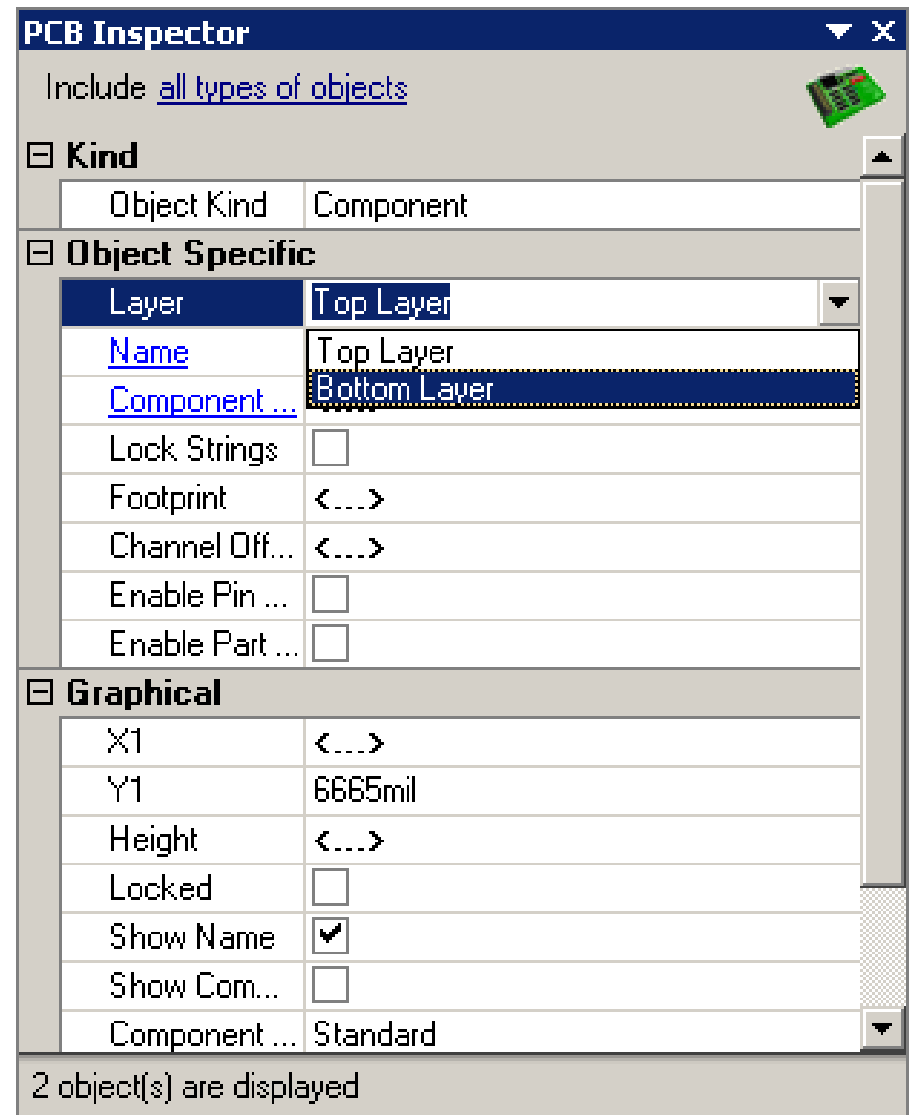 PCB Inspector
Include all types of objects
Kind
Object Kind Component
Object Specific
Layer Top Layer
Name Top Layer
Component ... Bottom Layer
Lock Strings
Footprint <...>
Channel Off... <...>
Enable Pin ...
Enable Part ...
Graphical
X1 <...>
Y1 6665mil
Height <...>
Locked
Show Name
Show Com...
Component ... Standard
2 object(s) are displayed